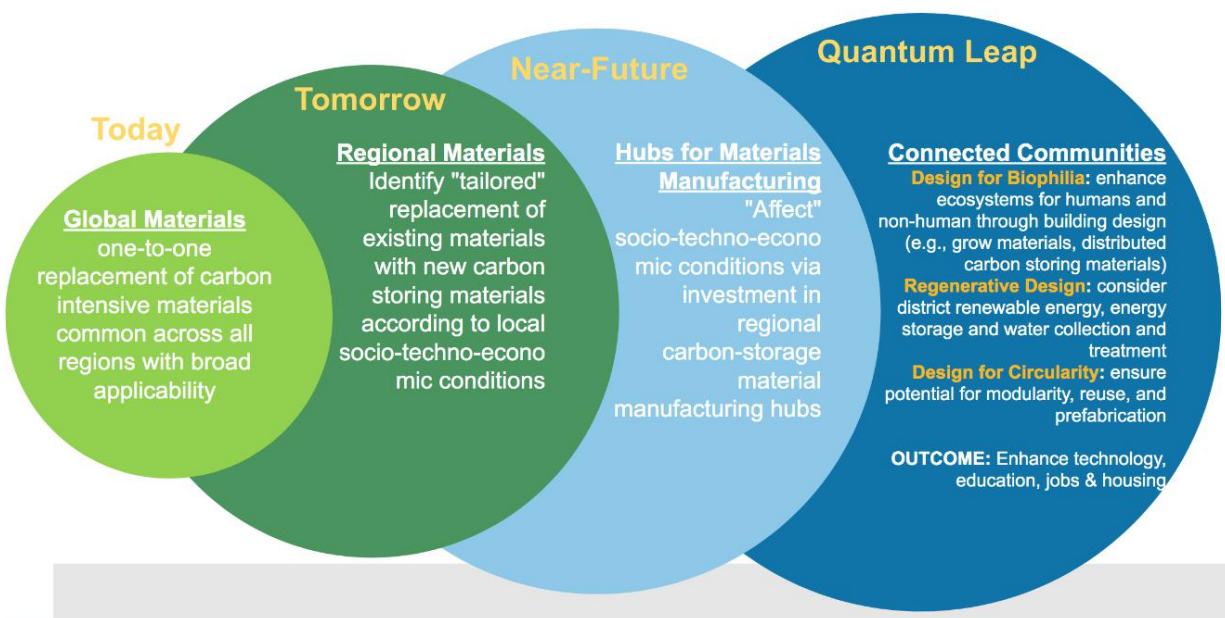 Today
Global Materials
one-to-one
replacement of carbon
intensive materials
common across all
regions with broad
applicability
Tomorrow
Regional Materials
Identify "tailored"
replacement of
existing materials
with new carbon
storing materials
according to local
socio-techno-econo
mic conditions
Near-Future
Hubs for Materials
Manufacturing
"Affect"
socio-techno-econo
mic conditions via
investment in
regional
carbon-storage
material
manufacturing hubs
Quantum Leap
Connected Communities
Design for Biophilia: enhance
ecosystems for humans and
non-human through building design
(e.g., grow materials, distributed
carbon storing materials)
Regenerative Design: consider
district renewable energy, energy
storage and water collection and
treatment
Design for Circularity: ensure
potential for modularity, reuse, and
prefabrication
OUTCOME: Enhance technology,
education, jobs & housing